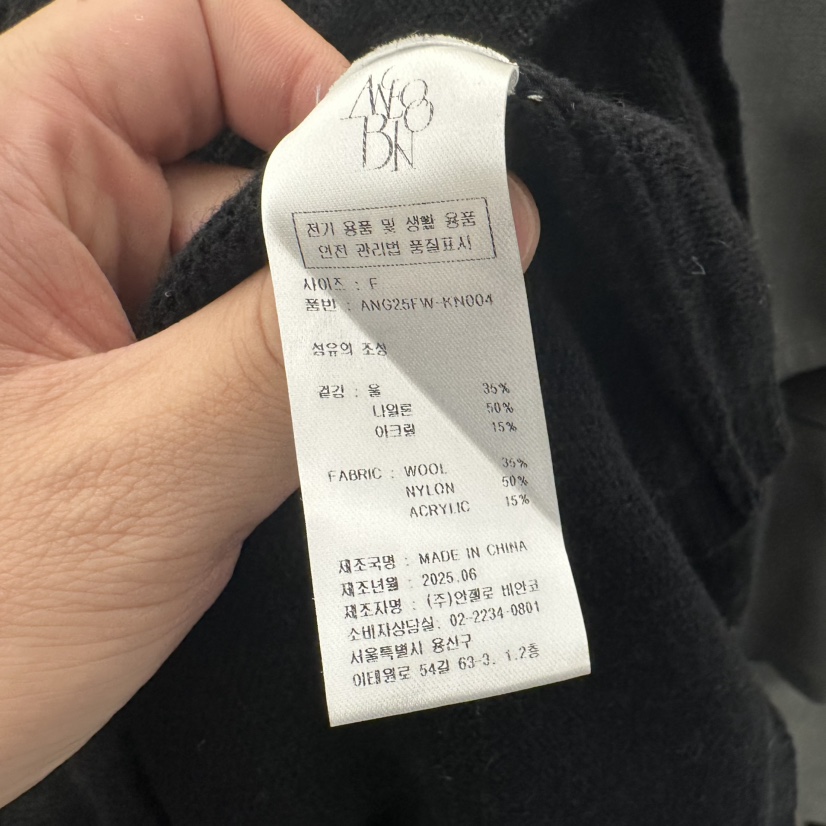 전기 용품 및 생활 용품
안전 관리법 품질표시
사이즈 : F
품번 : ANG25FW-KN004
섬유의 조성
겉감 : 울 35%
나일론 50%
아크릴 15%
FABRIC : WOOL 35%
NYLON 50%
ACRYLIC 15%
제조국명 : MADE IN CHINA
제조년월 : 2025.06
제조자명 : (주)안젤로 비안코
소비자상담실. 02-2234-0801
서울특별시 용산구
이태원로 54길 63-3. 1.2층